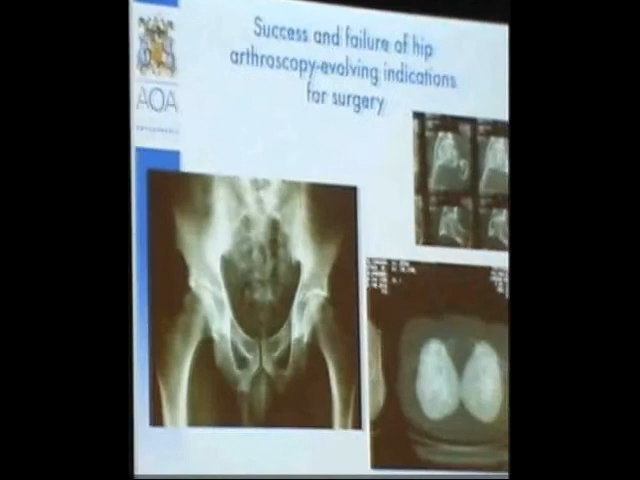 Success and failure of hip
arthroscopy-evolving indications
for surgery
AOA